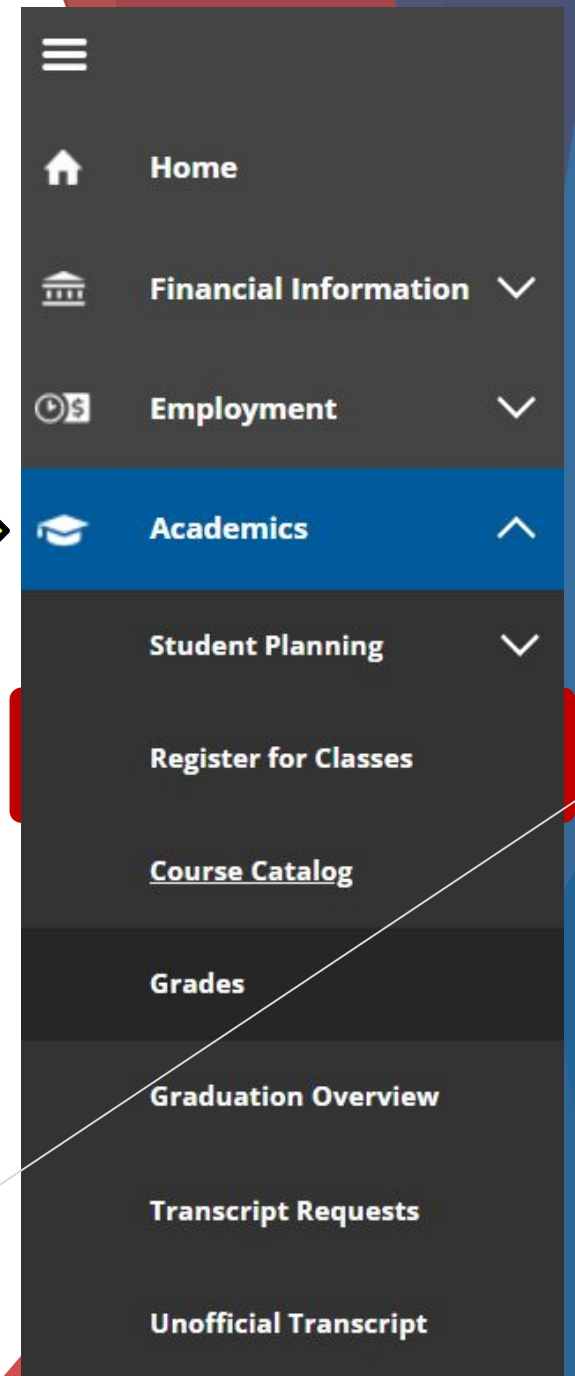 Home
Financial Information
Employment
Academics
Student Planning
Register for Classes
Course Catalog
Grades
Graduation Overview
Transcript Requests
Unofficial Transcript